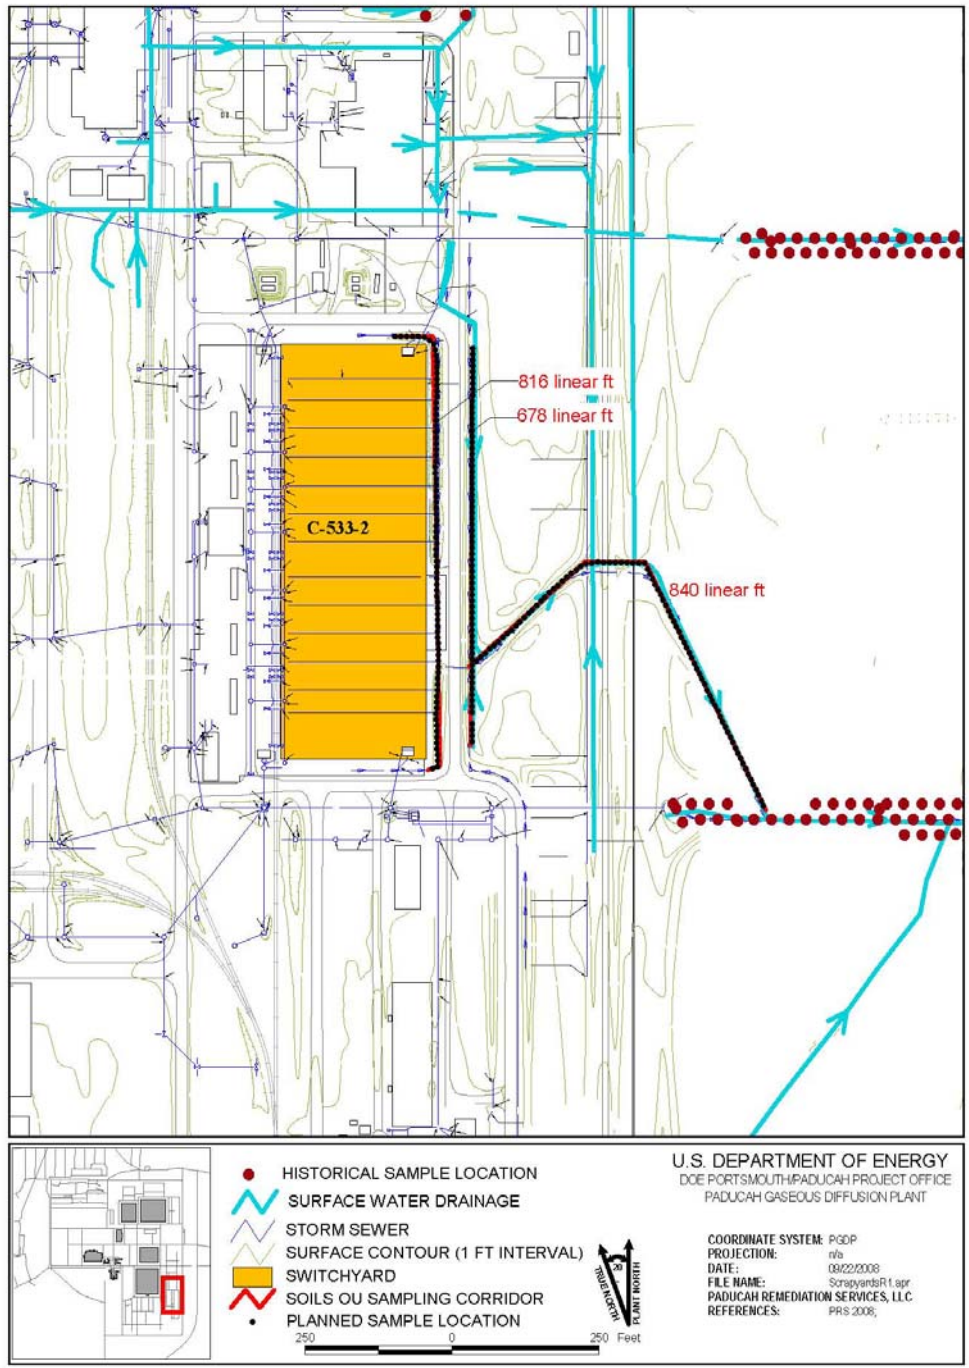 816 linear ft
678 linear ft
C-533-2
840 linear ft
HISTORICAL SAMPLE LOCATION
SURFACE WATER DRAINAGE
STORM SEWER
SURFACE CONTOUR (1 FT INTERVAL)
SWITCHYARD
SOILS OU SAMPLING CORRIDOR
PLANNED SAMPLE LOCATION
250 0 250 Feet
20
TRUE NORTH
PLANT NORTH
U.S. DEPARTMENT OF ENERGY
DOE PORTSMOUTH/PADUCAH PROJECT OFFICE
PADUCAH GASEOUS DIFFUSION PLANT
COORDINATE SYSTEM: PGDP
PROJECTION: n/a
DATE: 09/22/2008
FILE NAME: ScrapyardsR1.apr
PADUCAH REMEDIATION SERVICES, LLC
REFERENCES: PRS 2008;